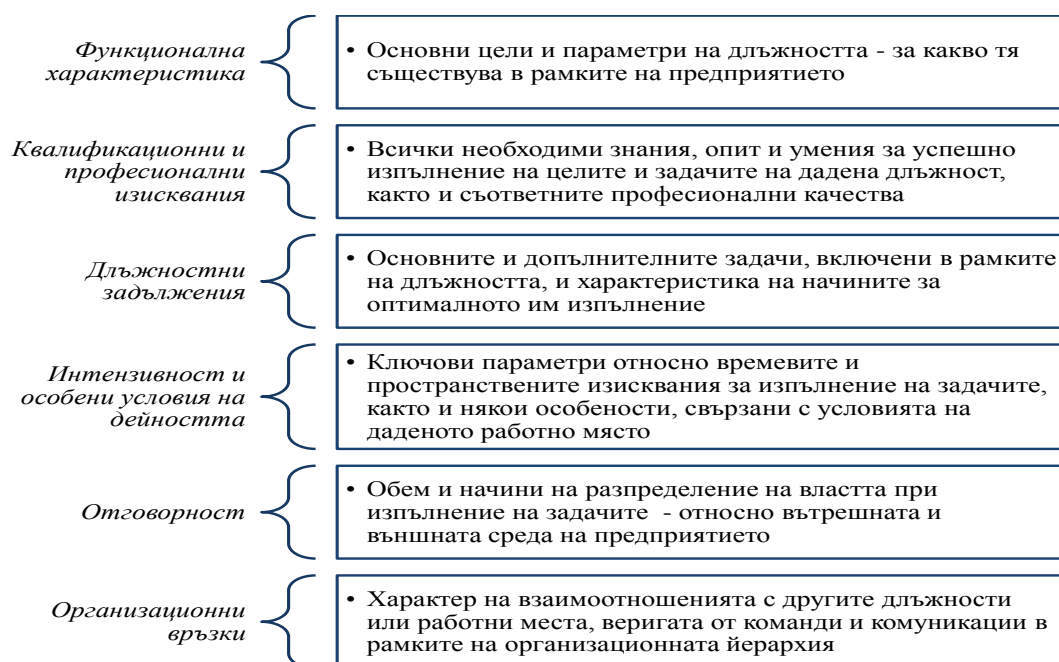 Функционална
характеристика
• Основни цели и параметри на длъжността - за какво тя
съществува в рамките на предприятието
Квалификационни и
професионални
изисквания
• Всички необходими знания, опит и умения за успешно
изпълнение на целите и задачите на дадена длъжност,
както и съответните професионални качества
Длъжностни
задължения
• Основните и допълнителните задачи, включени в рамките
на длъжността, и характеристика на начините за
оптималното им изпълнение
Интензивност и
особени условия на
дейността
• Ключови параметри относно времевите и
пространствените изисквания за изпълнение на задачите,
както и някои особености, свързани с условията на
даденото работно място
Отговорност
• Обем и начини на разпределение на властта при
изпълнение на задачите - относно вътрешната и
външната среда на предприятието
Организационни
връзки
• Характер на взаимоотношенията с другите длъжности
или работни места, веригата от команди и комуникации в
рамките на организационната йерархия